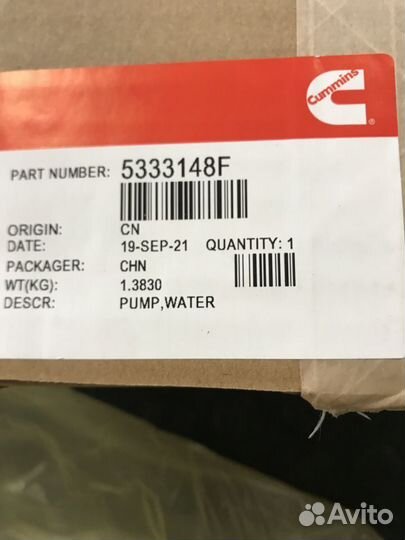 Cummins
PART NUMBER: 5333148F
ORIGIN: CN
DATE: 19-SEP-21 QUANTITY: 1
PACKAGER: CHN
WT(KG): 1.3830
DESCR: PUMP,WATER
Avito